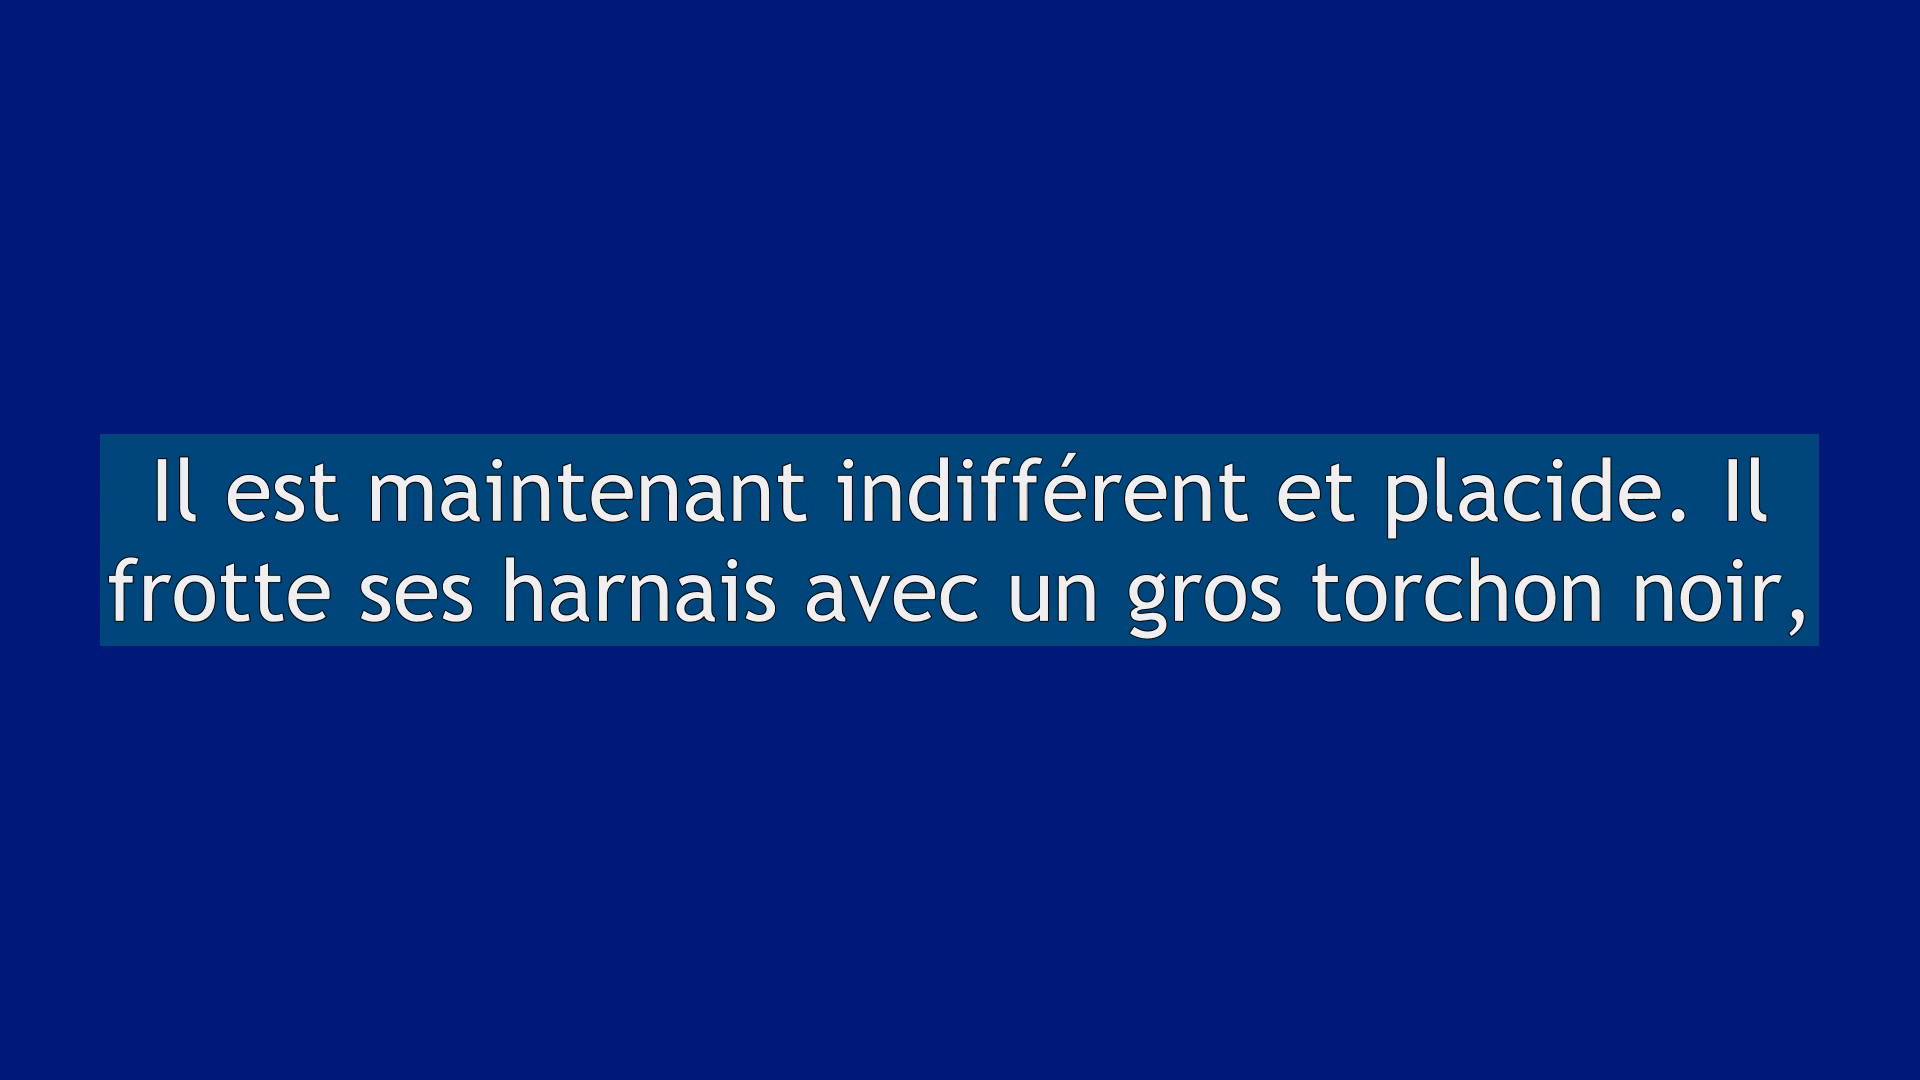 Il est maintenant indifférent et placide. Il
frotte ses harnais avec un gros torchon noir,